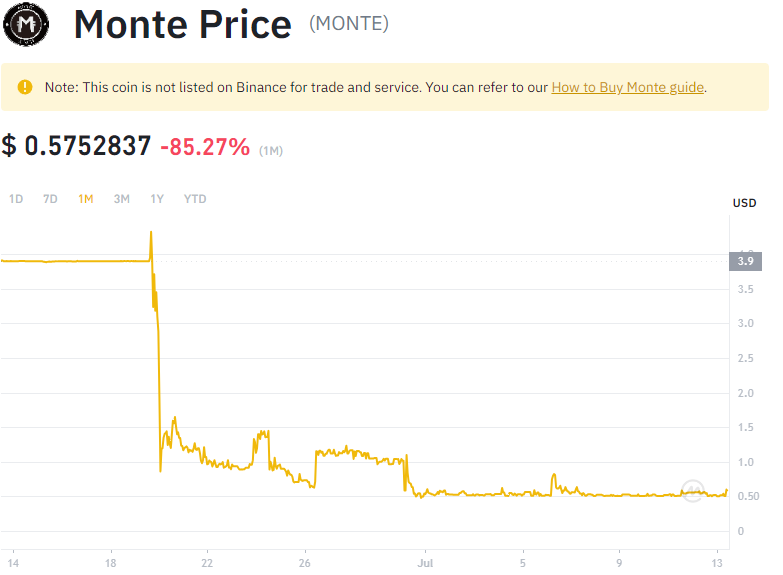 Monte Price (MONTE)
Note: This coin is not listed on Binance for trade and service. You can refer to our How to Buy Monte guide.
$ 0.5752837 -85.27% (1M)
1D 7D 1M 3M 1Y YTD
USD
3.9
3.5
3.0
2.5
2.0
1.5
1.0
0.50
0
14 18 22 26 Jul 5 9 13